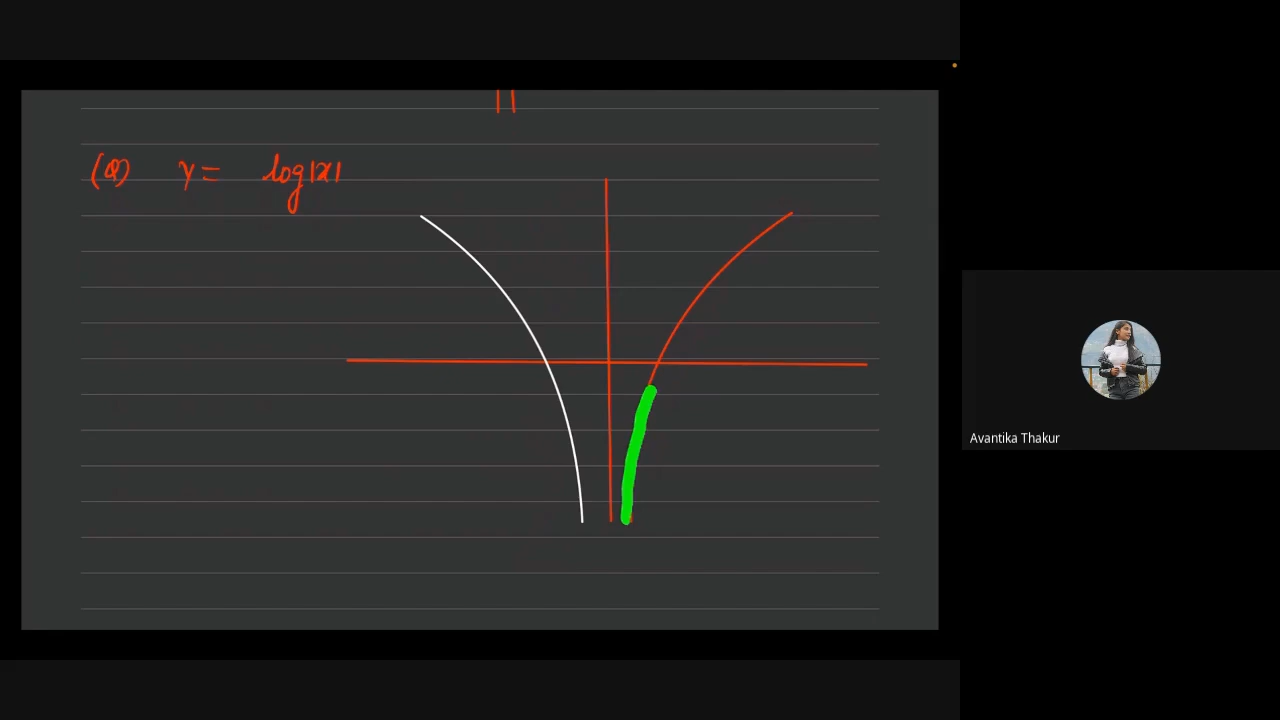 (Q) y = log|x|
Avantika Thakur